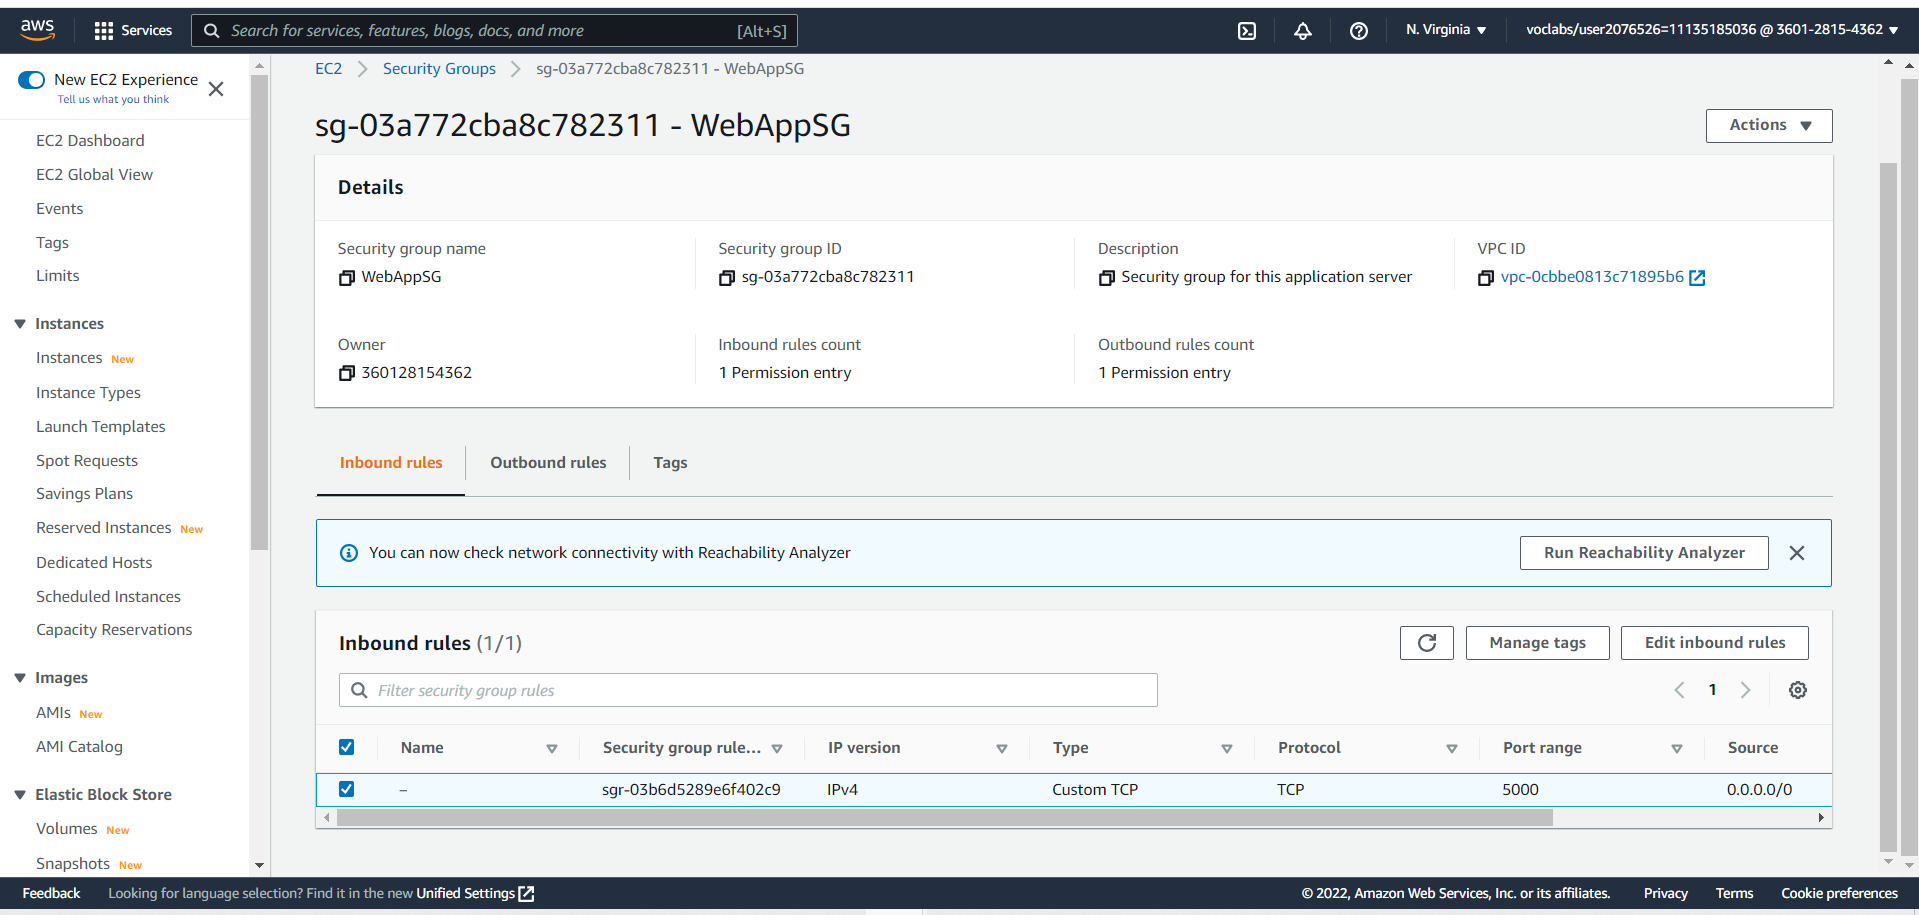 aws
Services
Search for services, features, blogs, docs, and more
[Alt+S]
N. Virginia
voclabs/user2076526=11135185036 @ 3601-2815-4362
New EC2 Experience
Tell us what you think
EC2 Dashboard
EC2 Global View
Events
Tags
Limits
Instances
Instances New
Instance Types
Launch Templates
Spot Requests
Savings Plans
Reserved Instances New
Dedicated Hosts
Scheduled Instances
Capacity Reservations
Images
AMIs New
AMI Catalog
Elastic Block Store
Volumes New
Snapshots New
EC2 Security Groups sg-03a772cba8c782311 - WebAppSG
sg-03a772cba8c782311 - WebAppSG
Actions
Details
Security group name
WebAppSG
Security group ID
sg-03a772cba8c782311
Description
Security group for this application server
VPC ID
vpc-0cbbe0813c71895b6
Owner
360128154362
Inbound rules count
1 Permission entry
Outbound rules count
1 Permission entry
Inbound rules
Outbound rules
Tags
You can now check network connectivity with Reachability Analyzer
Run Reachability Analyzer
Inbound rules (1/1)
Manage tags
Edit inbound rules
Filter security group rules
1
Name Security group rule... IP version Type Protocol Port range Source
– sgr-03b6d5289e6f402c9 IPv4 Custom TCP TCP 5000 0.0.0.0/0
Feedback
Looking for language selection? Find it in the new Unified Settings
© 2022, Amazon Web Services, Inc. or its affiliates.
Privacy
Terms
Cookie preferences